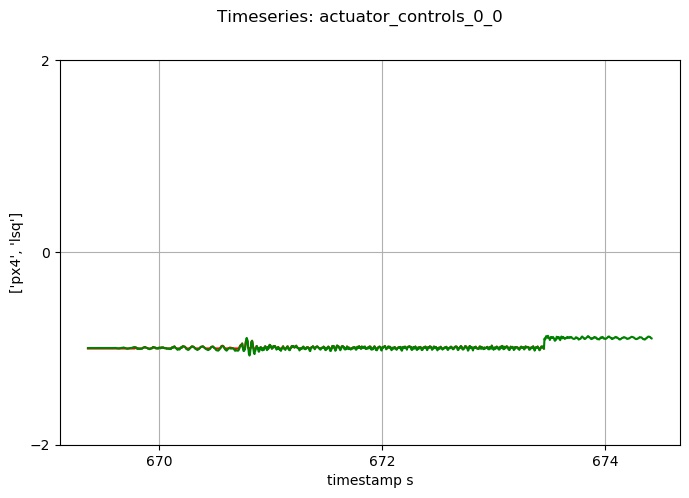 Timeseries: actuator_controls_0_0
2
0
−2
['px4', 'lsq']
670
672
674
timestamp s